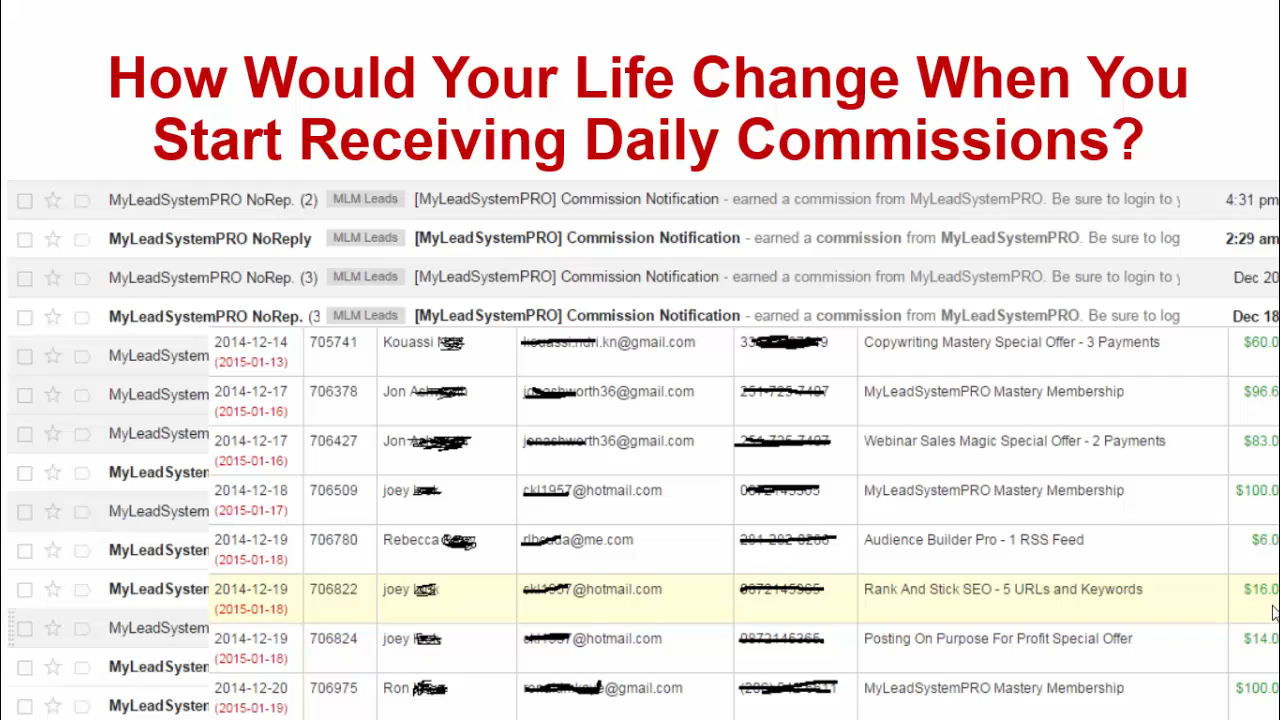 How Would Your Life Change When You
Start Receiving Daily Commissions?
MyLeadSystemPRO NoRep. (2) MLM Leads [MyLeadSystemPRO] Commission Notification - earned a commission from MyLeadSystemPRO. Be sure to login to y 4:31 pm
MyLeadSystemPRO NoReply MLM Leads [MyLeadSystemPRO] Commission Notification - earned a commission from MyLeadSystemPRO. Be sure to log 2:29 am
MyLeadSystemPRO NoRep. (3) MLM Leads [MyLeadSystemPRO] Commission Notification - earned a commission from MyLeadSystemPRO. Be sure to login to y Dec 20
MyLeadSystemPRO NoRep. (3 MLM Leads [MyLeadSystemPRO] Commission Notification - earned a commission from MyLeadSystemPRO. Be sure to log Dec 18
2014-12-14 705741 Kouassi @gmail.com Copywriting Mastery Special Offer - 3 Payments $60.0
MyLeadSystem (2015-01-13)
MyLeadSystem 2014-12-17 706378 Jon @gmail.com MyLeadSystemPRO Mastery Membership $96.6
(2015-01-16)
MyLeadSystem 2014-12-17 706427 Jon @gmail.com Webinar Sales Magic Special Offer - 2 Payments $83.0
MyLeadSystem (2015-01-16)
2014-12-18 706509 joey @hotmail.com MyLeadSystemPRO Mastery Membership $100.0
MyLeadSystem (2015-01-17)
2014-12-19 706780 Rebecca @me.com Audience Builder Pro - 1 RSS Feed $6.0
MyLeadSystem (2015-01-18)
MyLeadSystem 2014-12-19 706822 joey @hotmail.com Rank And Stick SEO - 5 URLs and Keywords $16.0
(2015-01-18)
MyLeadSystem 2014-12-19 706824 joey @hotmail.com Posting On Purpose For Profit Special Offer $14.0
MyLeadSystem (2015-01-18)
2014-12-20 706975 Ron @gmail.com MyLeadSystemPRO Mastery Membership $100.0
MyLeadSystem (2015-01-19)